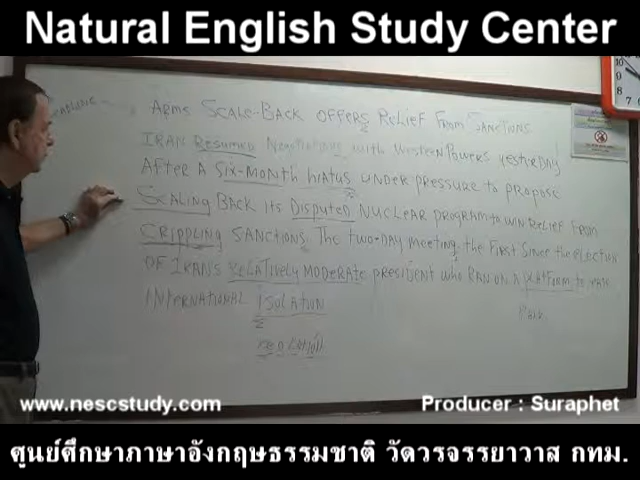 Natural English Study Center
ARMS SCALE-BACK OFFERS RELIEF FROM SANCTIONS
IRAN RESUMED NEGOTIATIONS WITH WESTERN POWERS YESTERDAY
AFTER A SIX-MONTH HIATUS UNDER PRESSURE TO PROPOSE
SCALING BACK ITS DISPUTED NUCLEAR PROGRAM TO WIN RELIEF FROM
CRIPPLING SANCTIONS. THE TWO-DAY MEETING, THE FIRST SINCE THE ELECTION
OF IRAN'S RELATIVELY MODERATE PRESIDENT WHO RAN ON A PLATFORM TO
INTERNATIONAL ISOLATION
www.nescstudy.com
Producer : Suraphet
ศูนย์ศึกษาภาษาอังกฤษธรรมชาติ วัดวรจรรยาวาส กทม.